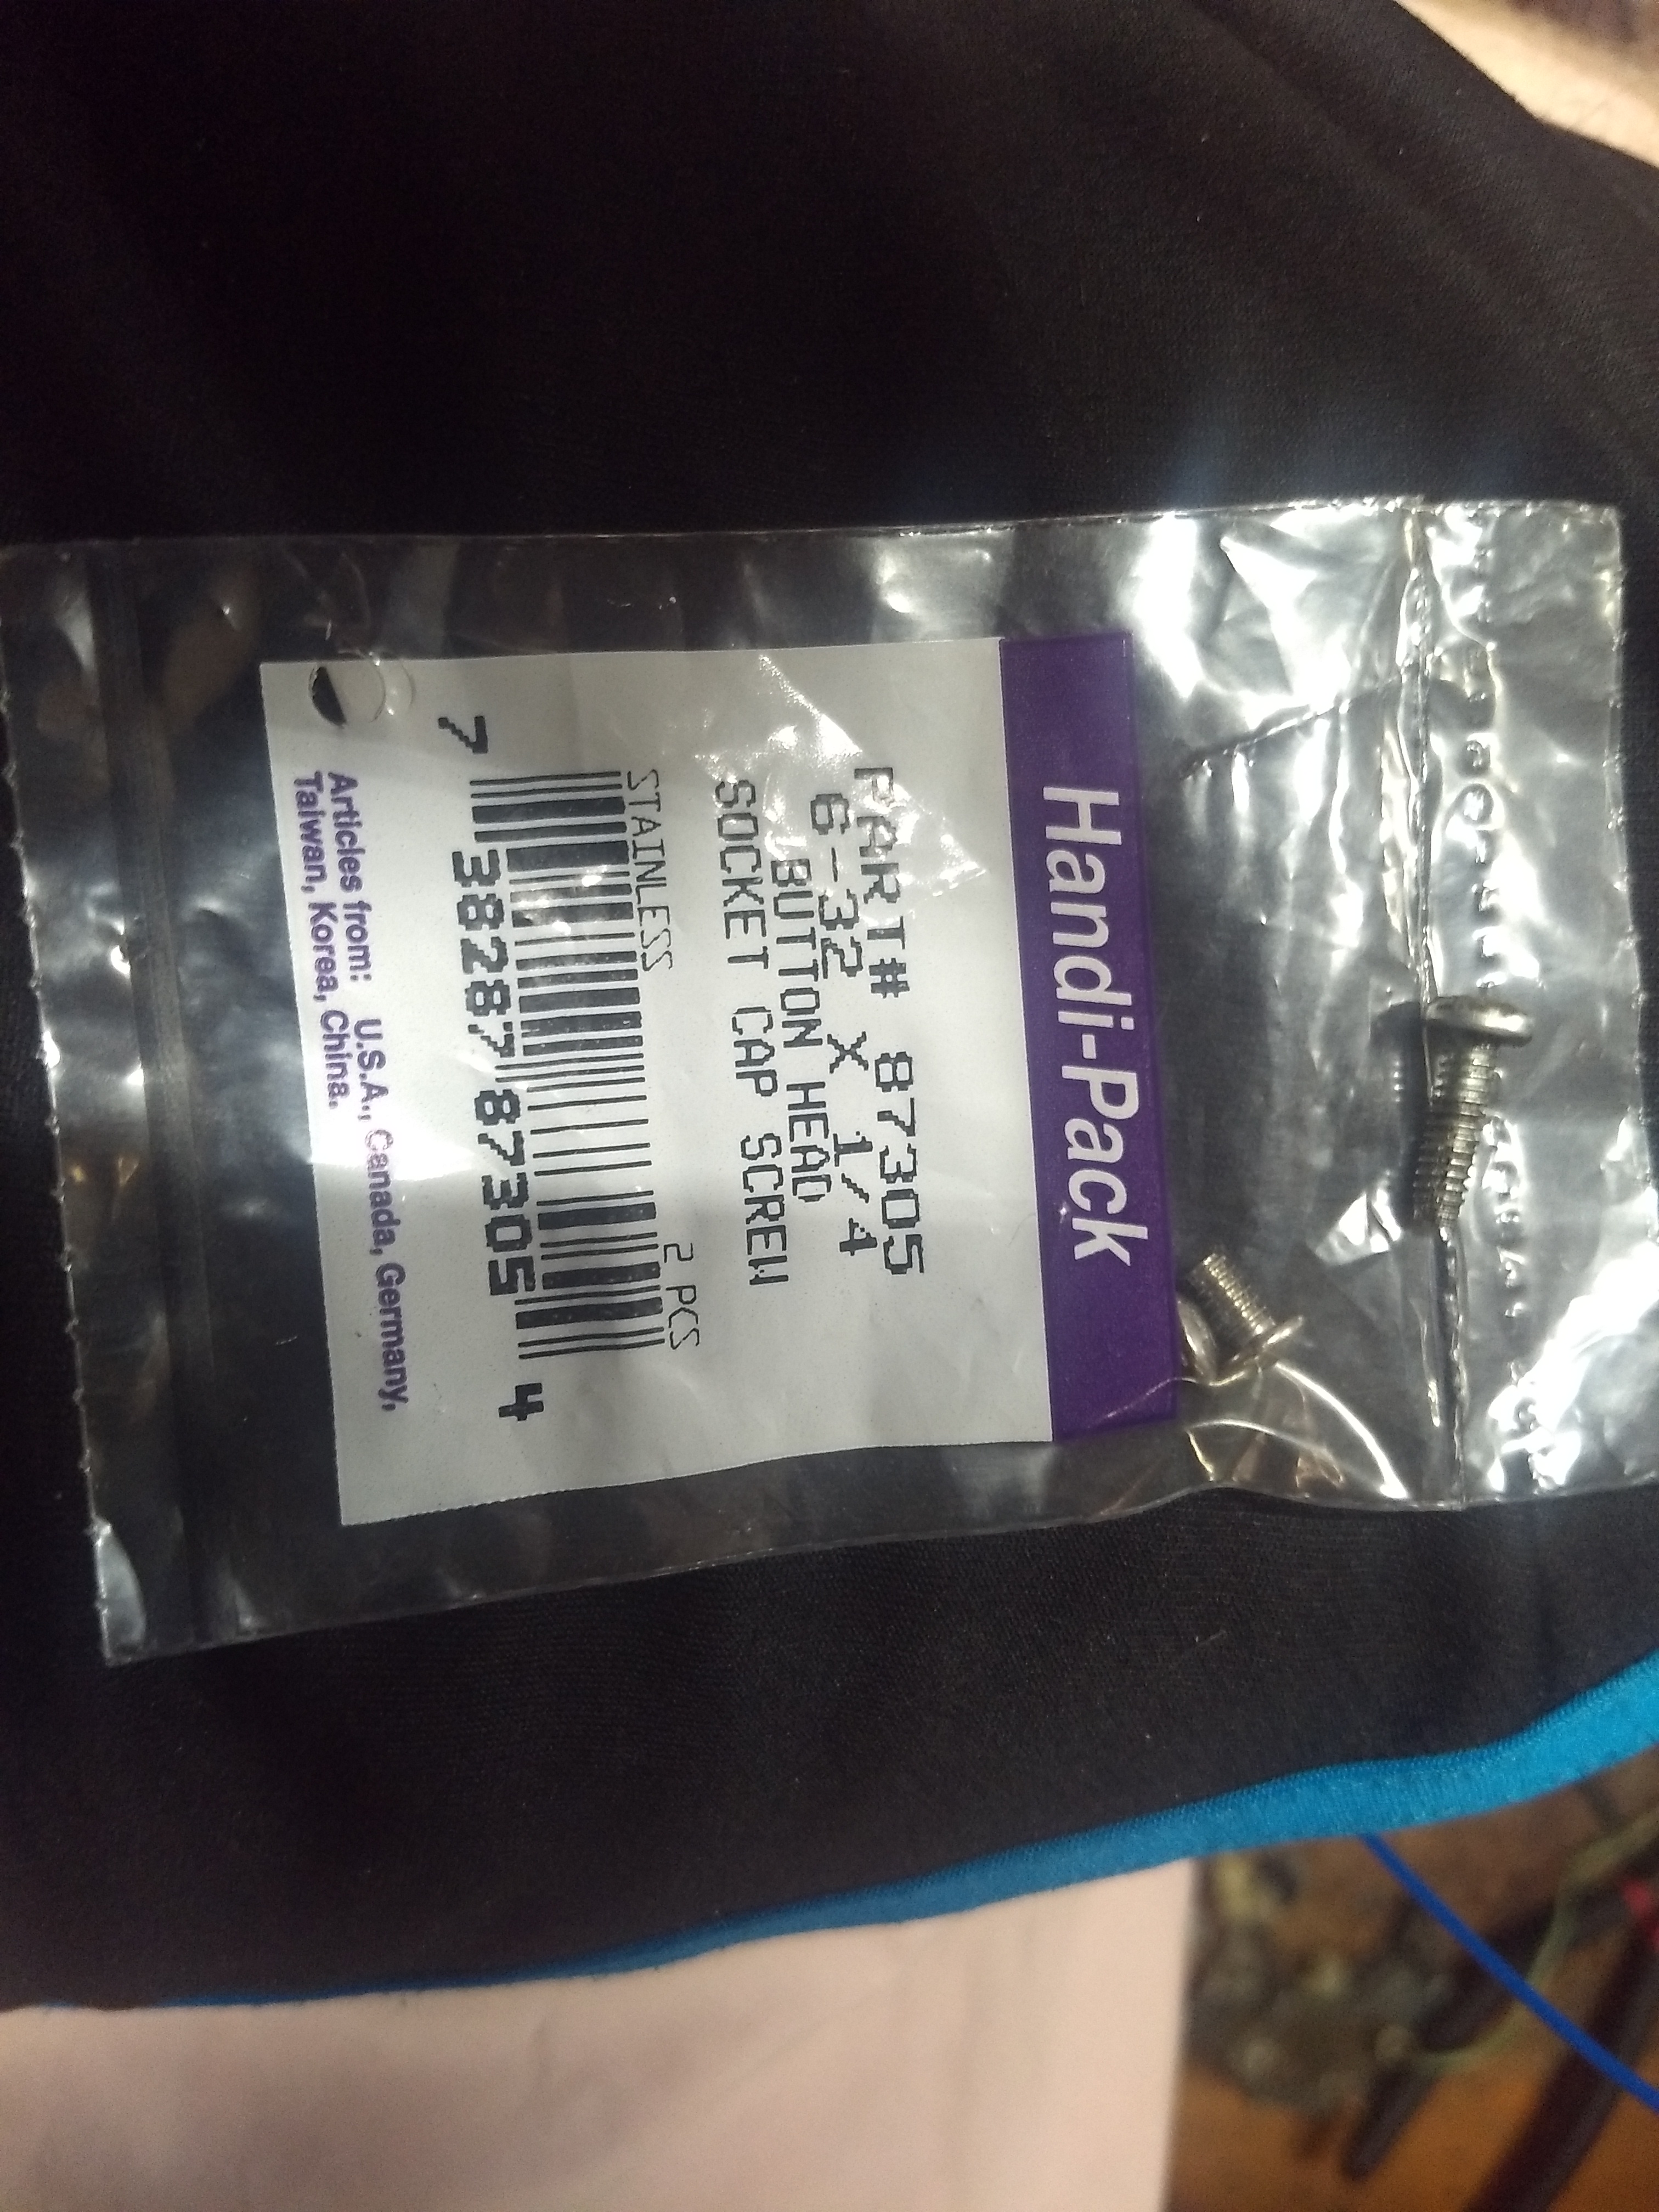 Handi-Pack
PART# 87305
6-32 X 1/4
BUTTON HEAD
SOCKET CAP SCREW
STAINLESS 2 PCS
7 38287 87305 4
Articles from: U.S.A., Canada, Germany,
Taiwan, Korea, China.